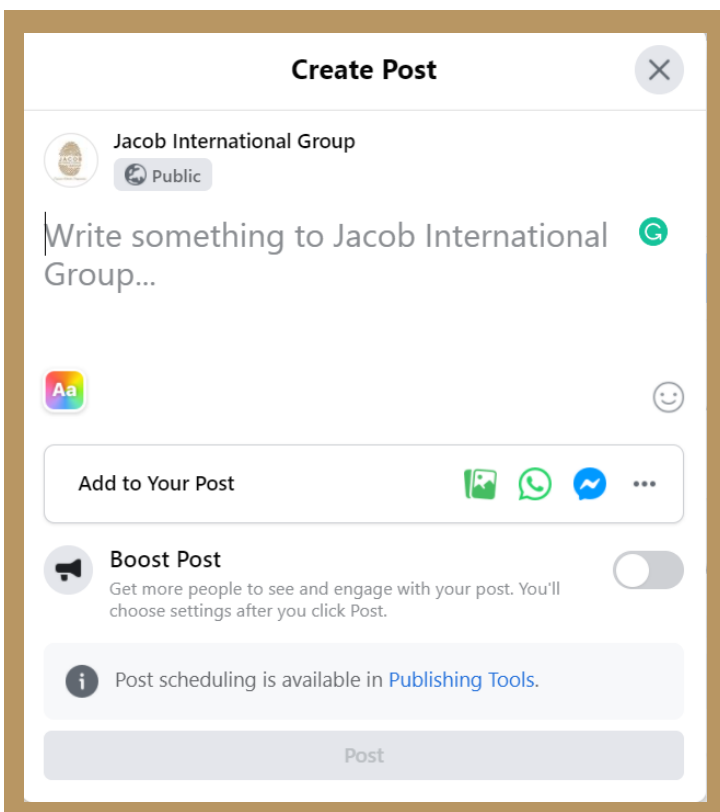 Create Post
Jacob International Group
Public
Write something to Jacob International
Group...
Aa
Add to Your Post
Boost Post
Get more people to see and engage with your post. You'll
choose settings after you click Post.
Post scheduling is available in Publishing Tools.
Post